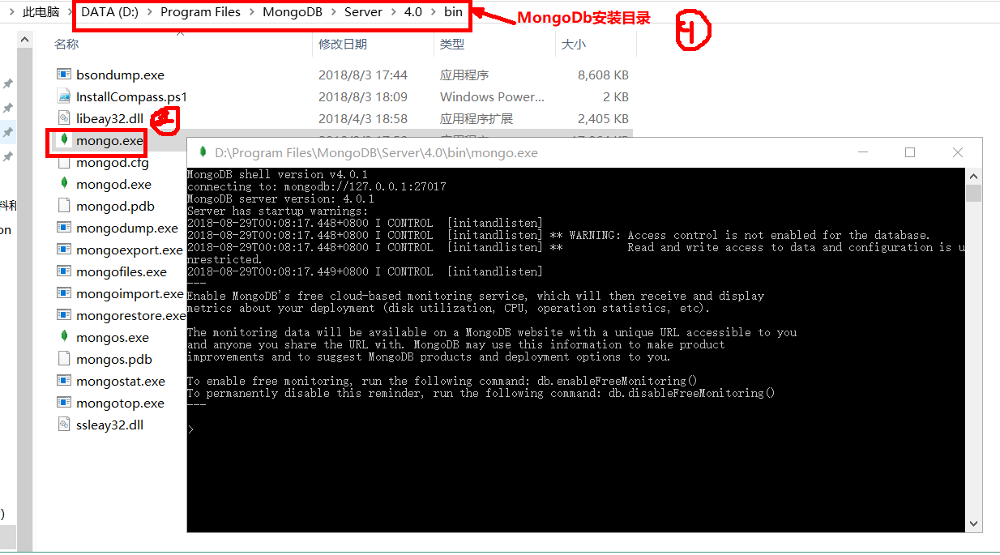 此电脑 > DATA (D:) > Program Files > MongoDB > Server > 4.0 > bin
MongoDb安装目录
1
名称 修改日期 类型 大小
bsondump.exe 2018/8/3 17:44 应用程序 8,608 KB
InstallCompass.ps1 2018/8/3 18:09 Windows Power... 2 KB
libeay32.dll 2018/4/3 18:58 应用程序扩展 2,405 KB
2
mongo.exe
mongod.cfg
mongod.exe
mongod.pdb
mongodump.exe
mongoexport.exe
mongofiles.exe
mongoimport.exe
mongorestore.exe
mongos.exe
mongos.pdb
mongostat.exe
mongotop.exe
ssleay32.dll
料和
on
)
D:\Program Files\MongoDB\Server\4.0\bin\mongo.exe
MongoDB shell version v4.0.1
connecting to: mongodb://127.0.0.1:27017
MongoDB server version: 4.0.1
Server has startup warnings:
2018-08-29T00:08:17.448+0800 I CONTROL  [initandlisten]
2018-08-29T00:08:17.448+0800 I CONTROL  [initandlisten] ** WARNING: Access control is not enabled for the database.
2018-08-29T00:08:17.448+0800 I CONTROL  [initandlisten] **          Read and write access to data and configuration is u
nrestricted.
2018-08-29T00:08:17.449+0800 I CONTROL  [initandlisten]
---
Enable MongoDB's free cloud-based monitoring service, which will then receive and display
metrics about your deployment (disk utilization, CPU, operation statistics, etc).
The monitoring data will be available on a MongoDB website with a unique URL accessible to you
and anyone you share the URL with. MongoDB may use this information to make product
improvements and to suggest MongoDB products and deployment options to you.
To enable free monitoring, run the following command: db.enableFreeMonitoring()
To permanently disable this reminder, run the following command: db.disableFreeMonitoring()
---
>